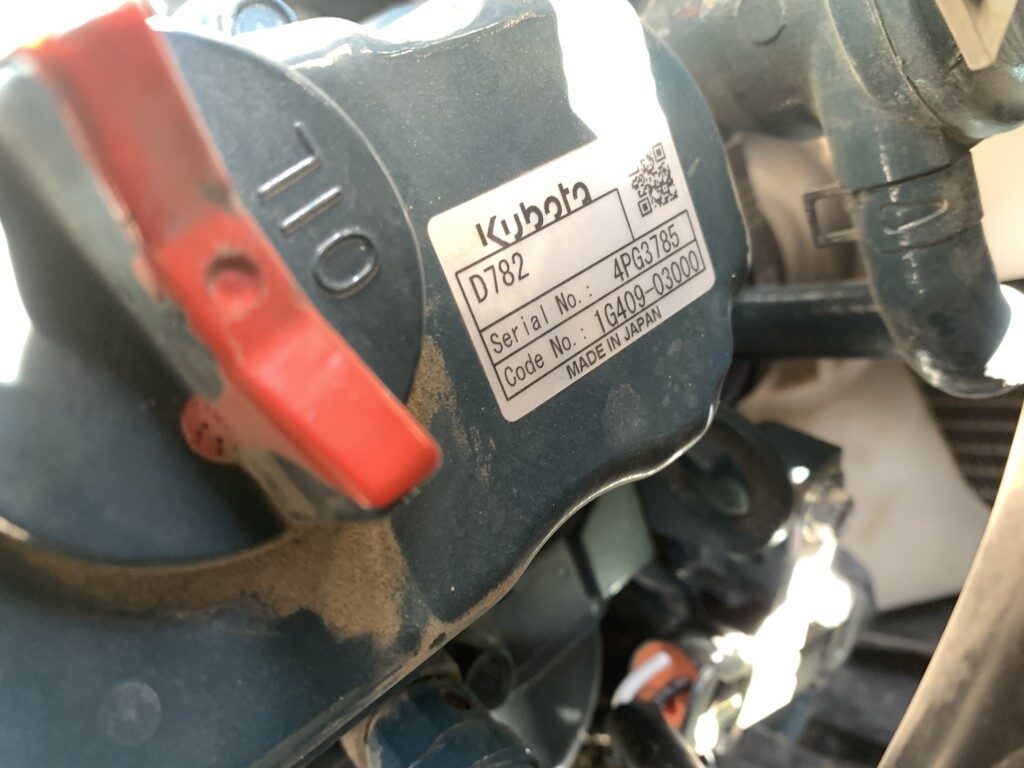 OIL
Kubota
D782
Serial No.: 4PG3785
Code No.: 1G409-03000
MADE IN JAPAN